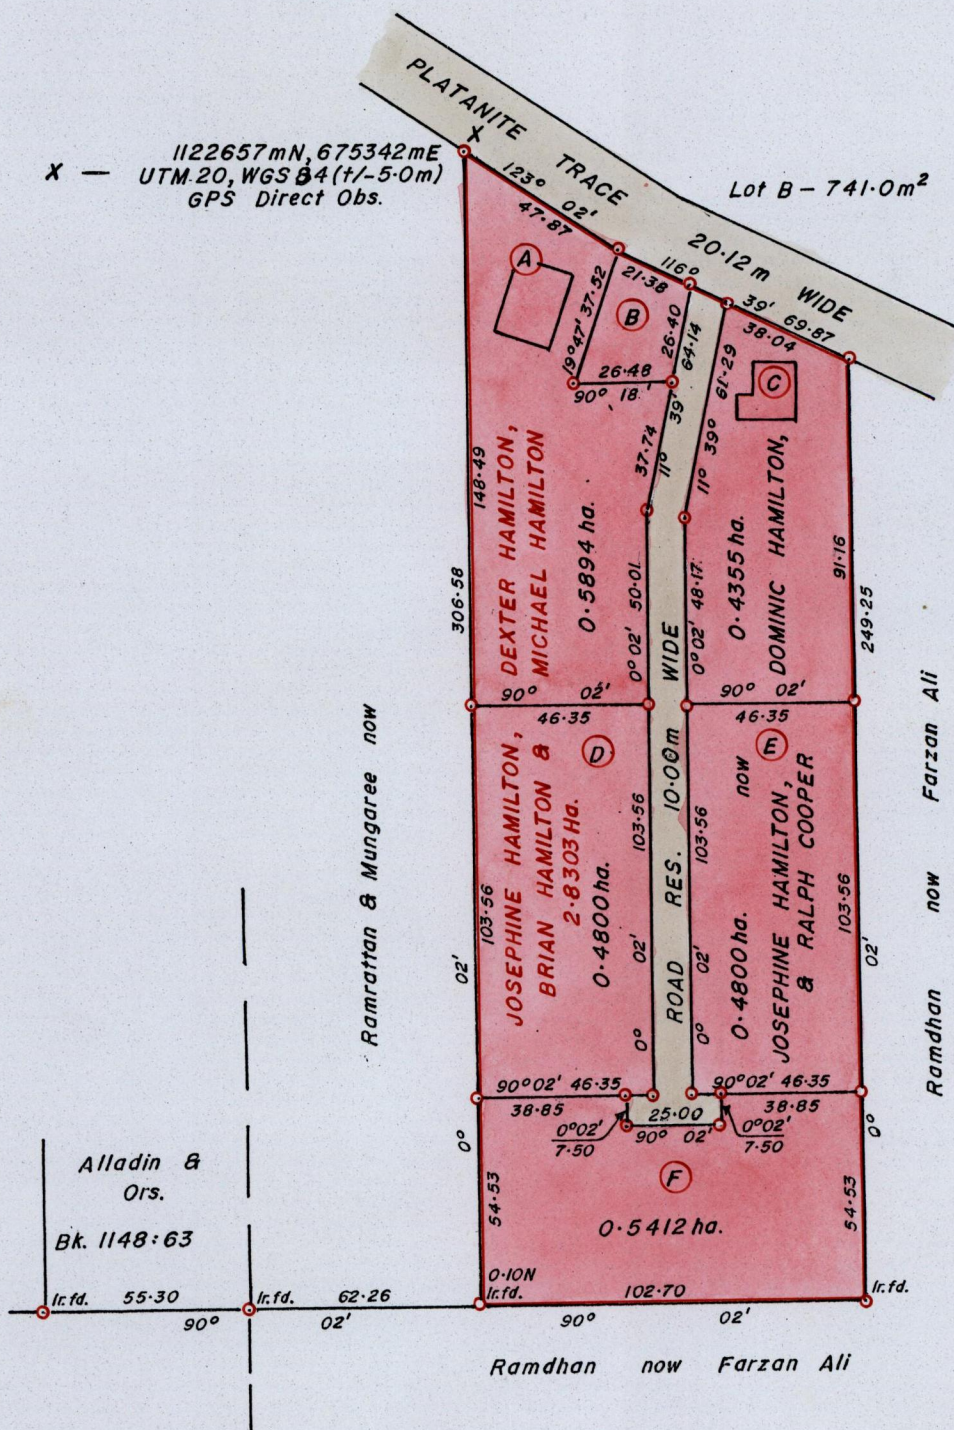 PLATANITE TRACE 20·12 m WIDE
X
1122657mN, 675342mE
X — UTM 20, WGS 84 (+/-5·0m)
GPS Direct Obs.
Lot B – 741·0m²
123° 02'
47·87
116° 39' 69·87
21·38
38·04
A
B
C
19°47' 37·52
26·40
64·14
61·29
26·48
90° 18'
37·74
11° 39'
11° 39°
148·49
306·58
DEXTER HAMILTON,
MICHAEL HAMILTON
0·5894 ha.
0°02' 50·01
0°02' 48·17
0·4355 ha.
DOMINIC HAMILTON,
91·16
249·25
90° 02'
46·35
90° 02'
46·35
D
E
Ramrattan & Mungaree now
103·56
0° 02'
JOSEPHINE HAMILTON,
BRIAN HAMILTON &
2·8303Ha.
0·4800ha.
0° 02' 103·56
ROAD RES. 10·00m WIDE
0° 02' 103·56
0·4800ha. now
JOSEPHINE HAMILTON,
& RALPH COOPER
103·56
0° 02'
Ramdhan now Farzan Ali
90°02' 46·35
38·85
90°02' 46·35
38·85
25·00
90° 02'
0°02'
7·50
0°02'
7·50
F
0·5412 ha.
54·53
54·53
Alladin &
Ors.
Bk. 1148:63
0·10N
Ir.fd. 55·30 Ir.fd. 62·26 Ir.fd. 102·70 Ir.fd.
90° 02' 90° 02'
Ramdhan now Farzan Ali